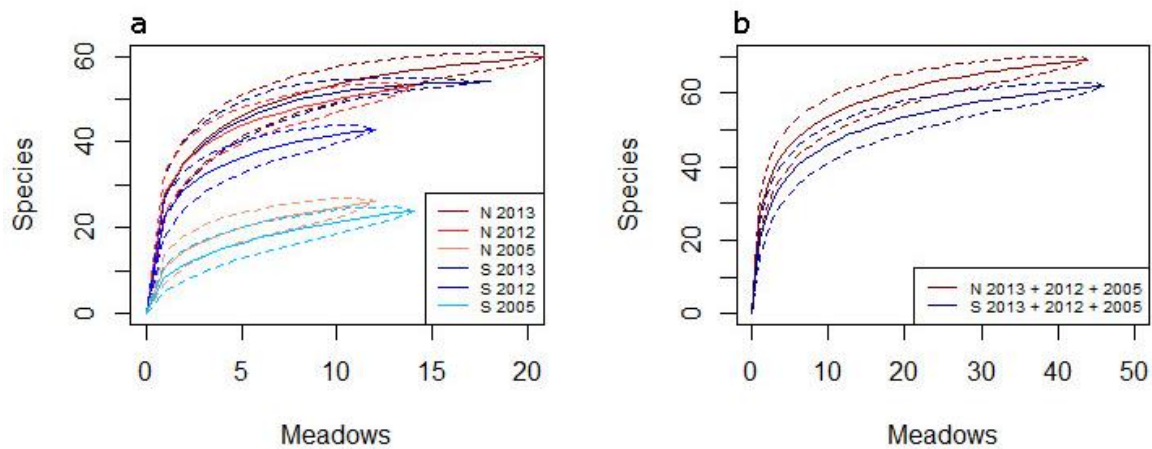 a
60
40
20
0
Species
0 5 10 15 20
Meadows
N 2013
N 2012
N 2005
S 2013
S 2012
S 2005
b
60
40
20
0
Species
0 10 20 30 40 50
Meadows
N 2013 + 2012 + 2005
S 2013 + 2012 + 2005